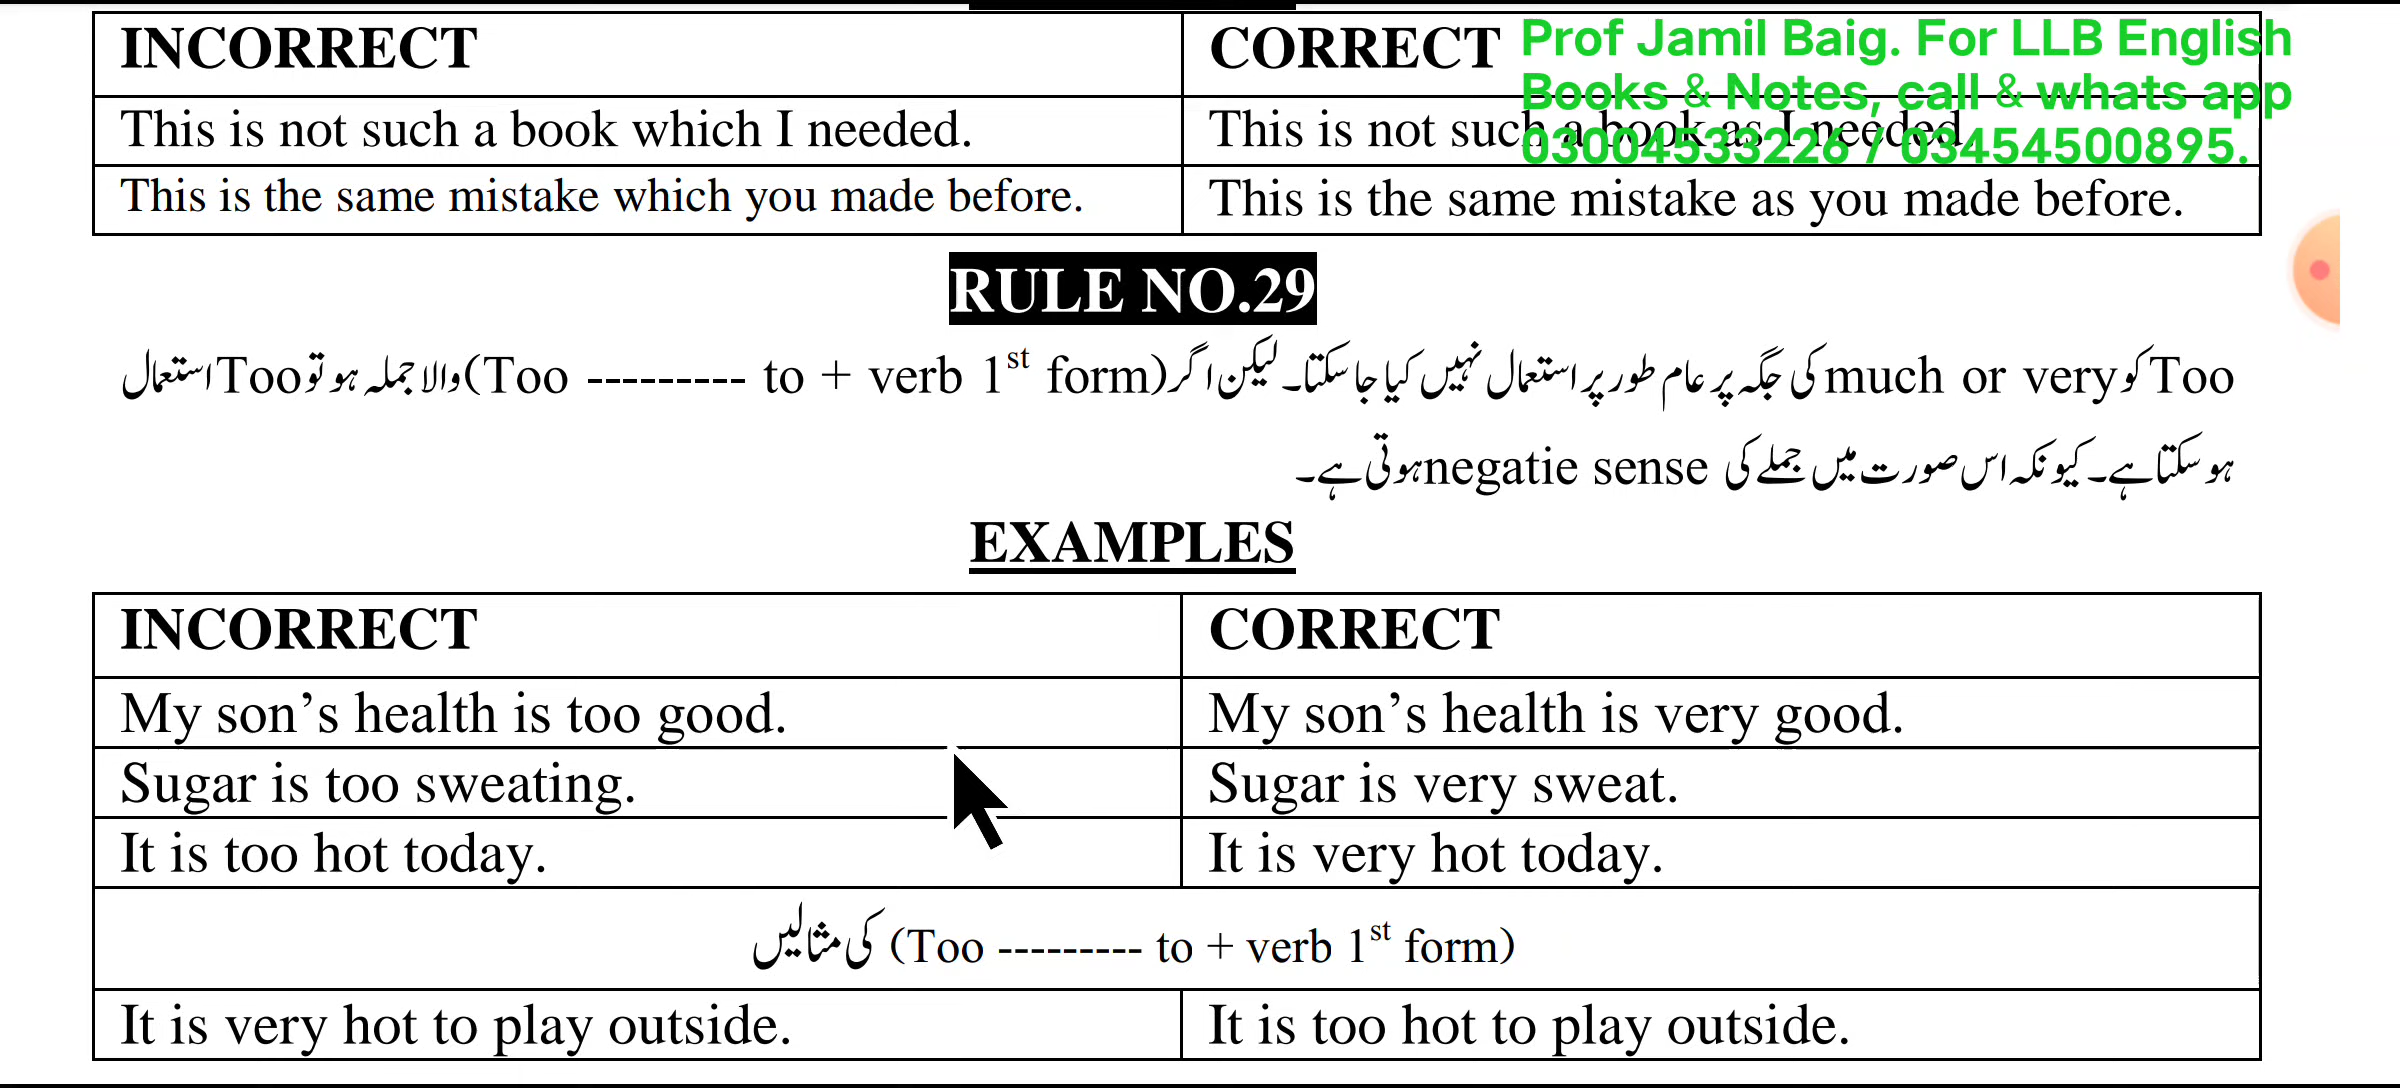 INCORRECT CORRECT
Prof Jamil Baig. For LLB English
Books & Notes, call & whats app
03004533226 / 03454500895.
This is not such a book which I needed. This is not such a book as I needed.
This is the same mistake which you made before. This is the same mistake as you made before.
RULE NO.29
Too کو much or very کی جگہ پر عام طور پر استعمال نہیں کیا جا سکتا۔ لیکن اگر (Too --------- to + verb 1st form) والا جملہ ہو تو Too استعمال
ہو سکتا ہے۔ کیونکہ اس صورت میں جملے کی negatie sense ہوتی ہے۔
EXAMPLES
INCORRECT CORRECT
My son’s health is too good. My son’s health is very good.
Sugar is too sweating. Sugar is very sweat.
It is too hot today. It is very hot today.
(Too --------- to + verb 1st form) کی مثالیں
It is very hot to play outside. It is too hot to play outside.